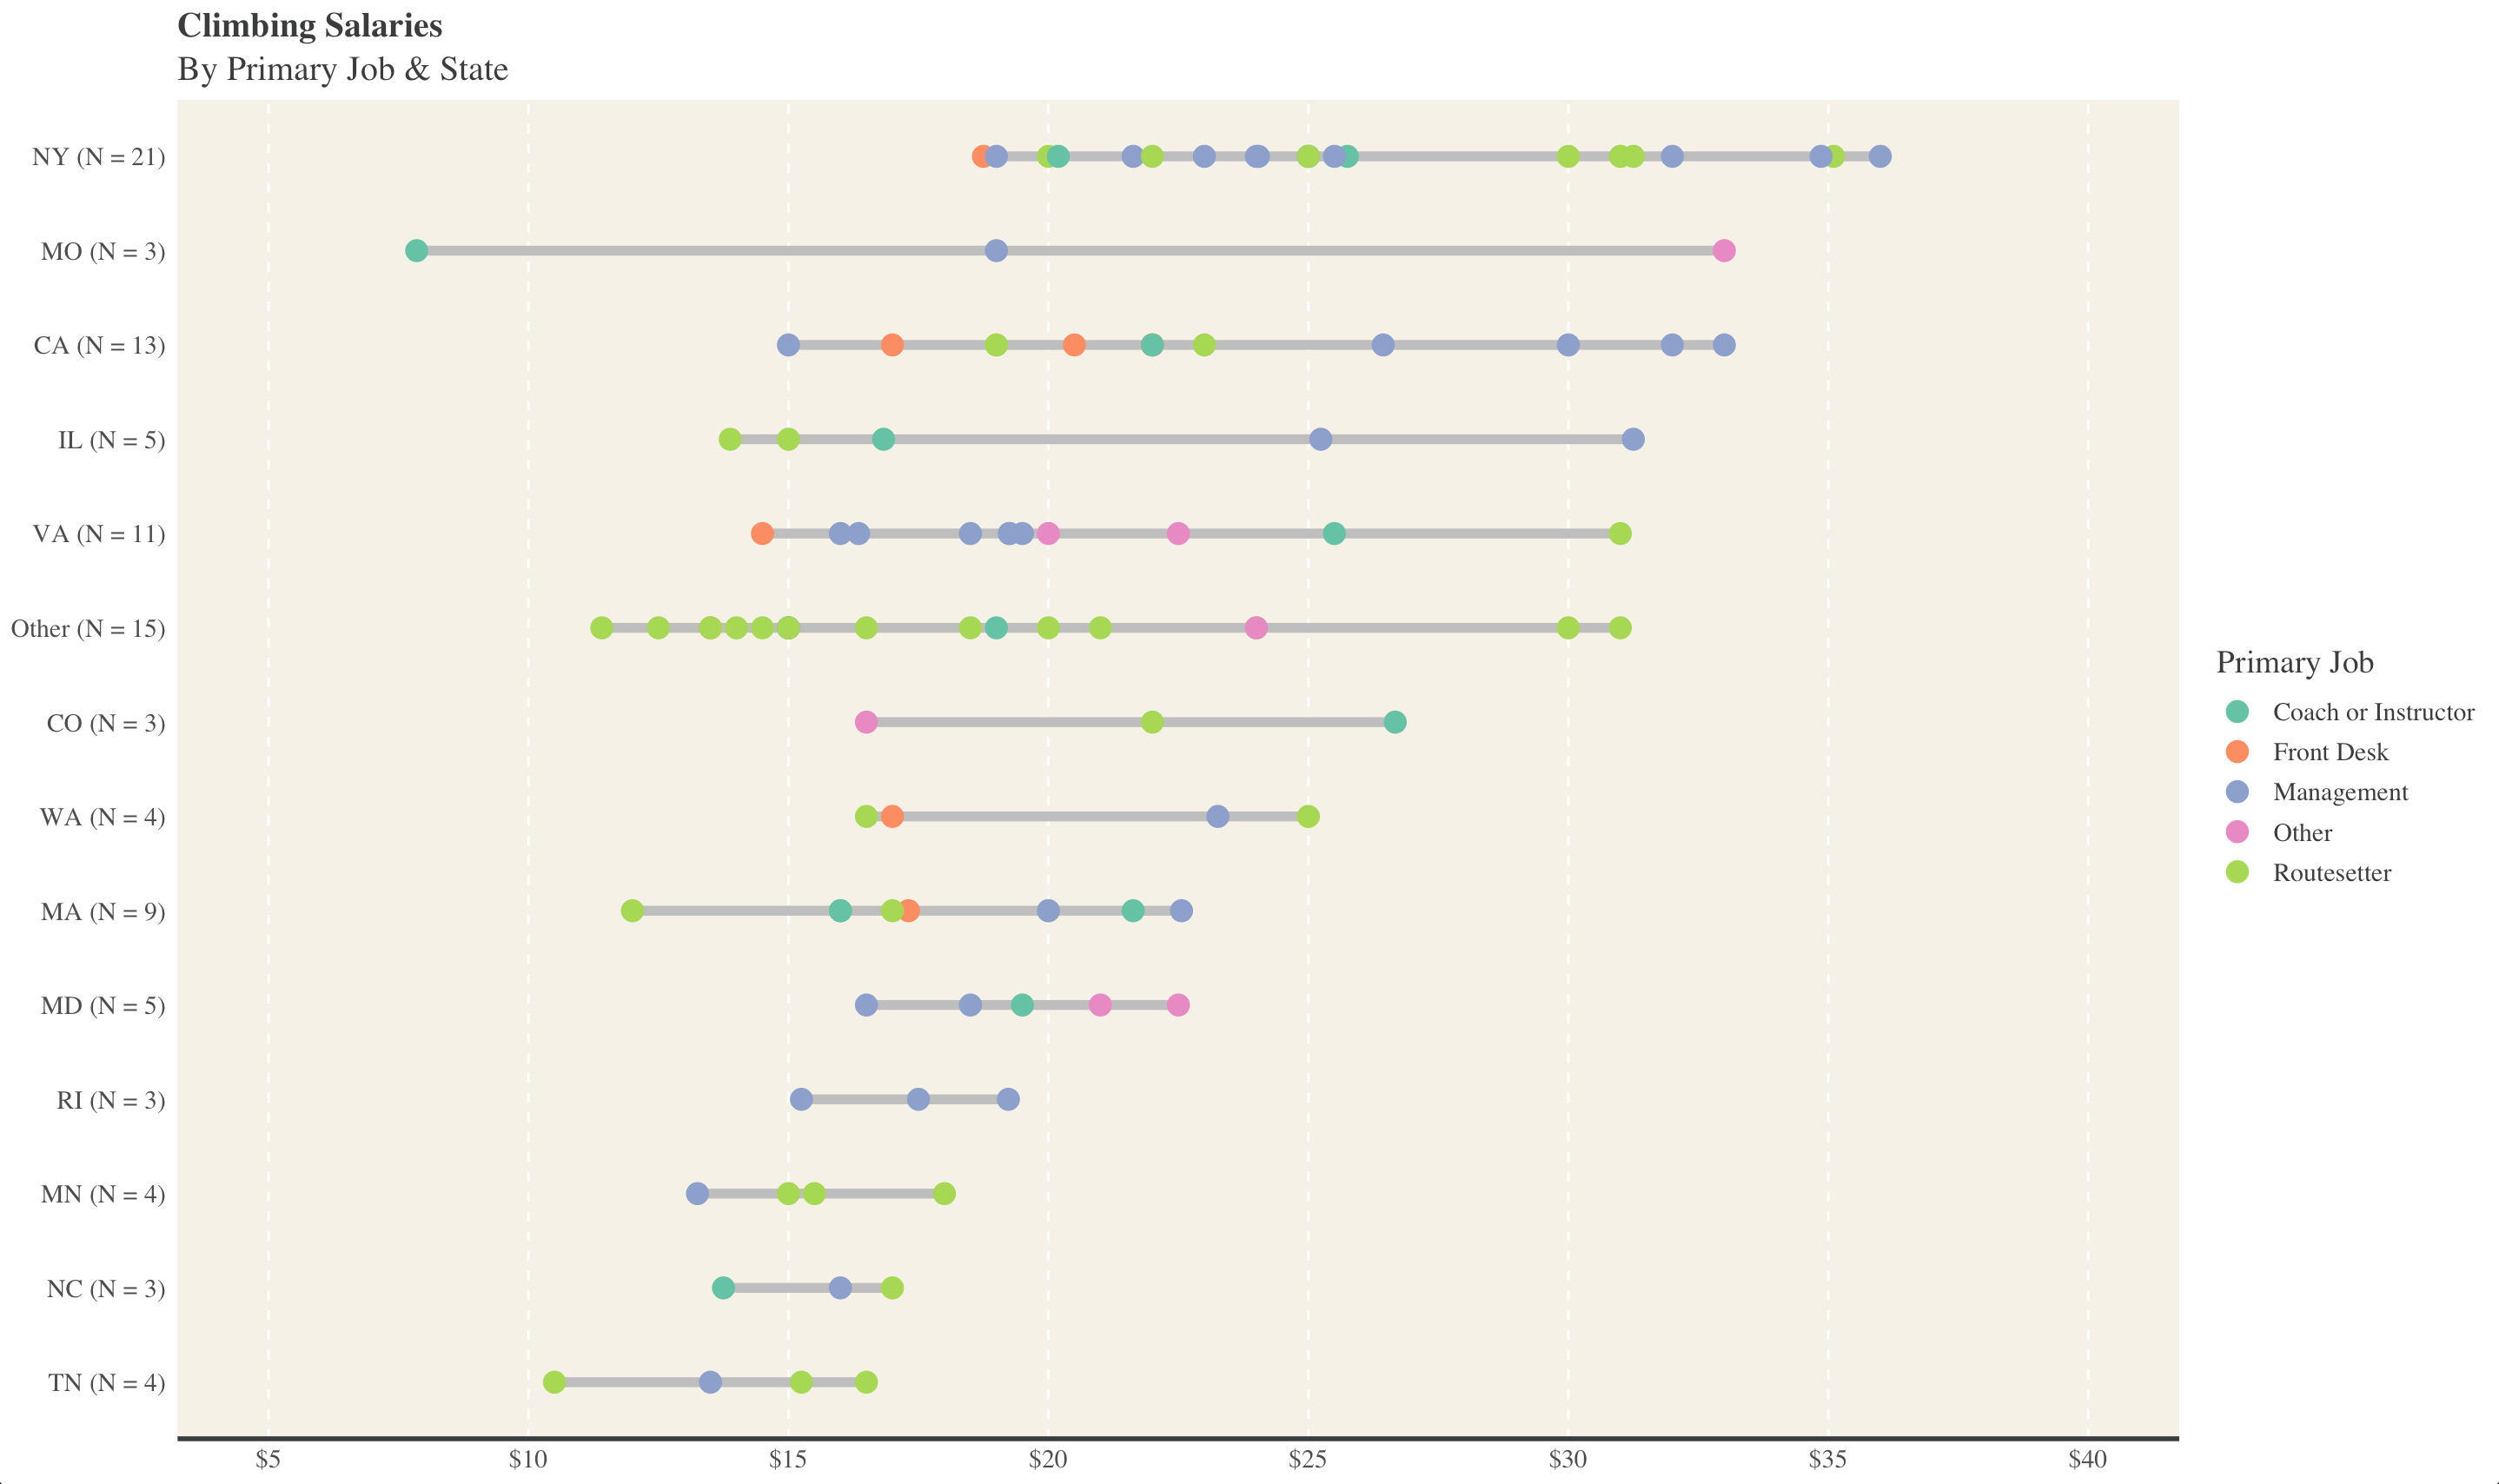 Climbing Salaries
By Primary Job & State
NY (N = 21)
MO (N = 3)
CA (N = 13)
IL (N = 5)
VA (N = 11)
Other (N = 15)
CO (N = 3)
WA (N = 4)
MA (N = 9)
MD (N = 5)
RI (N = 3)
MN (N = 4)
NC (N = 3)
TN (N = 4)
$5 $10 $15 $20 $25 $30 $35 $40
Primary Job
Coach or Instructor
Front Desk
Management
Other
Routesetter